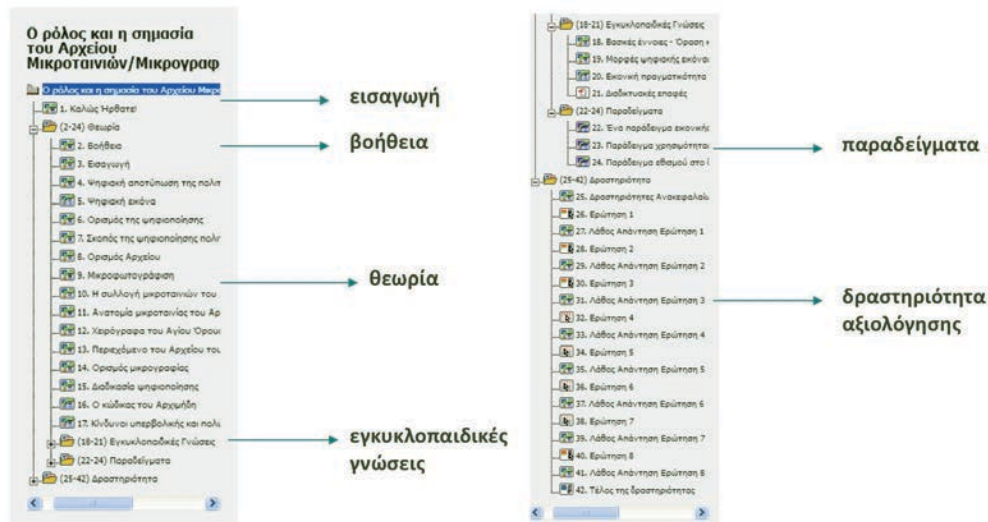 Ο ρόλος και η σημασία
του Αρχείου
Μικροταινιών/Μικρογραφ
Ο ρόλος και η σημασία του Αρχείου Μικρο
1. Καλώς Ήρθατε!
(2-24) Θεωρία
2. Βοήθεια
3. Εισαγωγή
4. Ψηφιακή αποτύπωση της πολιτ
5. Ψηφιακή εικόνα
6. Ορισμός της ψηφιοποίησης
7. Σκοπός της ψηφιοποίησης πολιτ
8. Ορισμός Αρχείου
9. Μικροφωτογράφιση
10. Η συλλογή μικροταινιών του
11. Ανατομία μικροταινίας του Αρ
12. Χειρόγραφα του Αγίου Όρους
13. Περιεχόμενο του Αρχείου του
14. Ορισμός μικρογραφίας
15. Διαδικασία ψηφιοποίησης
16. Ο κώδικας του Αρχιμήδη
17. Κίνδυνοι υπερβολικής και πολυ
(18-21) Εγκυκλοπαιδικές Γνώσεις
(22-24) Παραδείγματα
(25-42) Δραστηριότητα
εισαγωγή
βοήθεια
θεωρία
εγκυκλοπαιδικές
γνώσεις
(18-21) Εγκυκλοπαιδικές Γνώσεις
18. Βασικές έννοιες - Όραση κ
19. Μορφές ψηφιακής εικόνας
20. Εικονική πραγματικότητα
21. Διαδικτυακές επαφές
(22-24) Παραδείγματα
22. Ένα παράδειγμα εικονικής
23. Παράδειγμα χρησιμότητας
24. Παράδειγμα εθισμού στο
(25-42) Δραστηριότητα
25. Δραστηριότητες Ανακεφαλαίω
26. Ερώτηση 1
27. Λάθος Απάντηση Ερώτηση 1
28. Ερώτηση 2
29. Λάθος Απάντηση Ερώτηση 2
30. Ερώτηση 3
31. Λάθος Απάντηση Ερώτηση 3
32. Ερώτηση 4
33. Λάθος Απάντηση Ερώτηση 4
34. Ερώτηση 5
35. Λάθος Απάντηση Ερώτηση 5
36. Ερώτηση 6
37. Λάθος Απάντηση Ερώτηση 6
38. Ερώτηση 7
39. Λάθος Απάντηση Ερώτηση 7
40. Ερώτηση 8
41. Λάθος Απάντηση Ερώτηση 8
42. Τέλος της δραστηριότητας
παραδείγματα
δραστηριότητα
αξιολόγησης